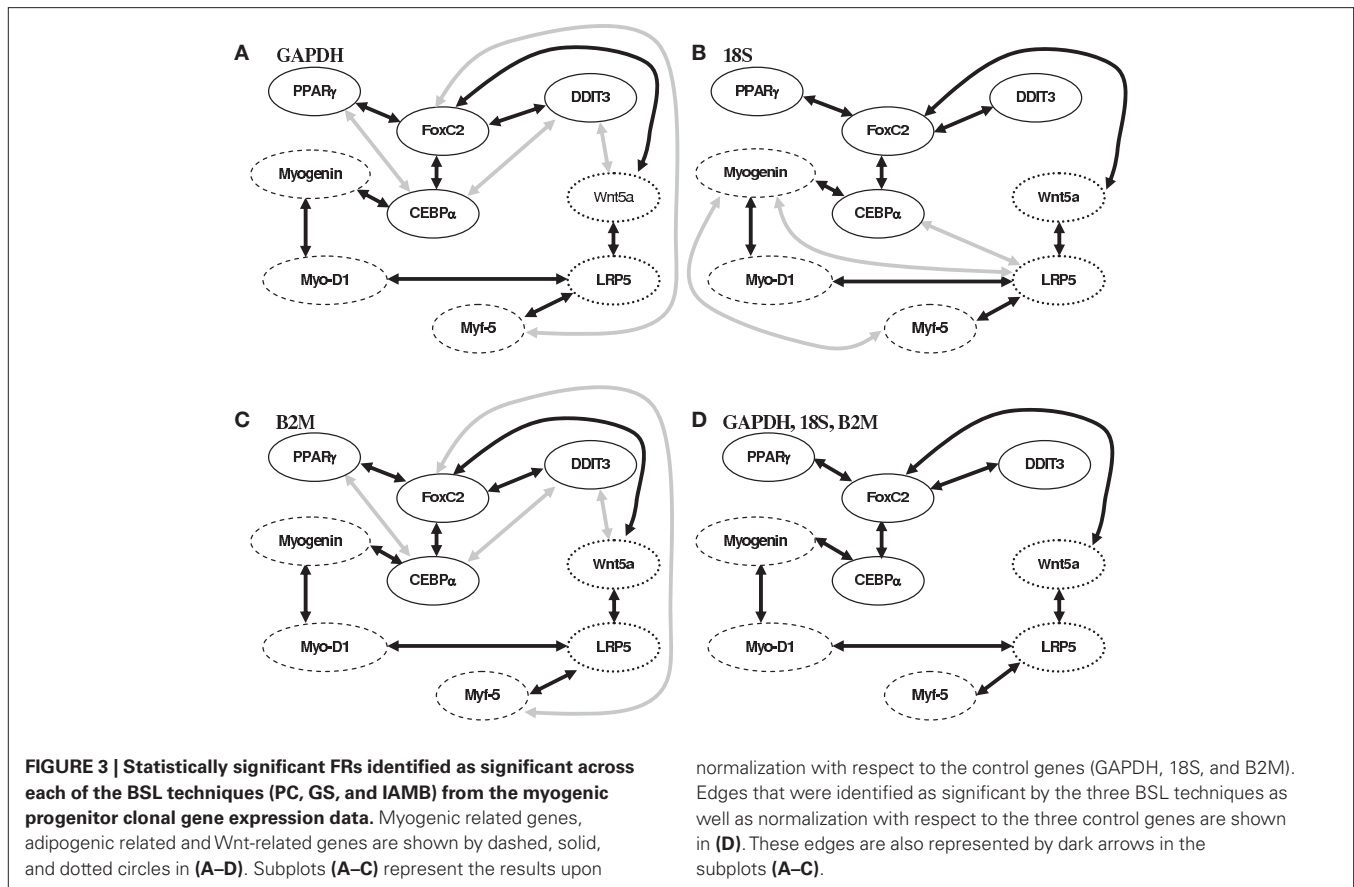 A GAPDH
PPARγ
DDIT3
FoxC2
Myogenin
Wnt5a
CEBPα
Myo-D1
LRP5
Myf-5
B 18S
PPARγ
DDIT3
FoxC2
Myogenin
Wnt5a
CEBPα
Myo-D1
LRP5
Myf-5
C B2M
PPARγ
DDIT3
FoxC2
Myogenin
Wnt5a
CEBPα
Myo-D1
LRP5
Myf-5
D GAPDH, 18S, B2M
PPARγ
DDIT3
FoxC2
Myogenin
Wnt5a
CEBPα
Myo-D1
LRP5
Myf-5
FIGURE 3 | Statistically significant FRs identified as significant across
each of the BSL techniques (PC, GS, and IAMB) from the myogenic
progenitor clonal gene expression data. Myogenic related genes,
adipogenic related and Wnt-related genes are shown by dashed, solid,
and dotted circles in (A–D). Subplots (A–C) represent the results upon
normalization with respect to the control genes (GAPDH, 18S, and B2M).
Edges that were identified as significant by the three BSL techniques as
well as normalization with respect to the three control genes are shown
in (D). These edges are also represented by dark arrows in the
subplots (A–C).